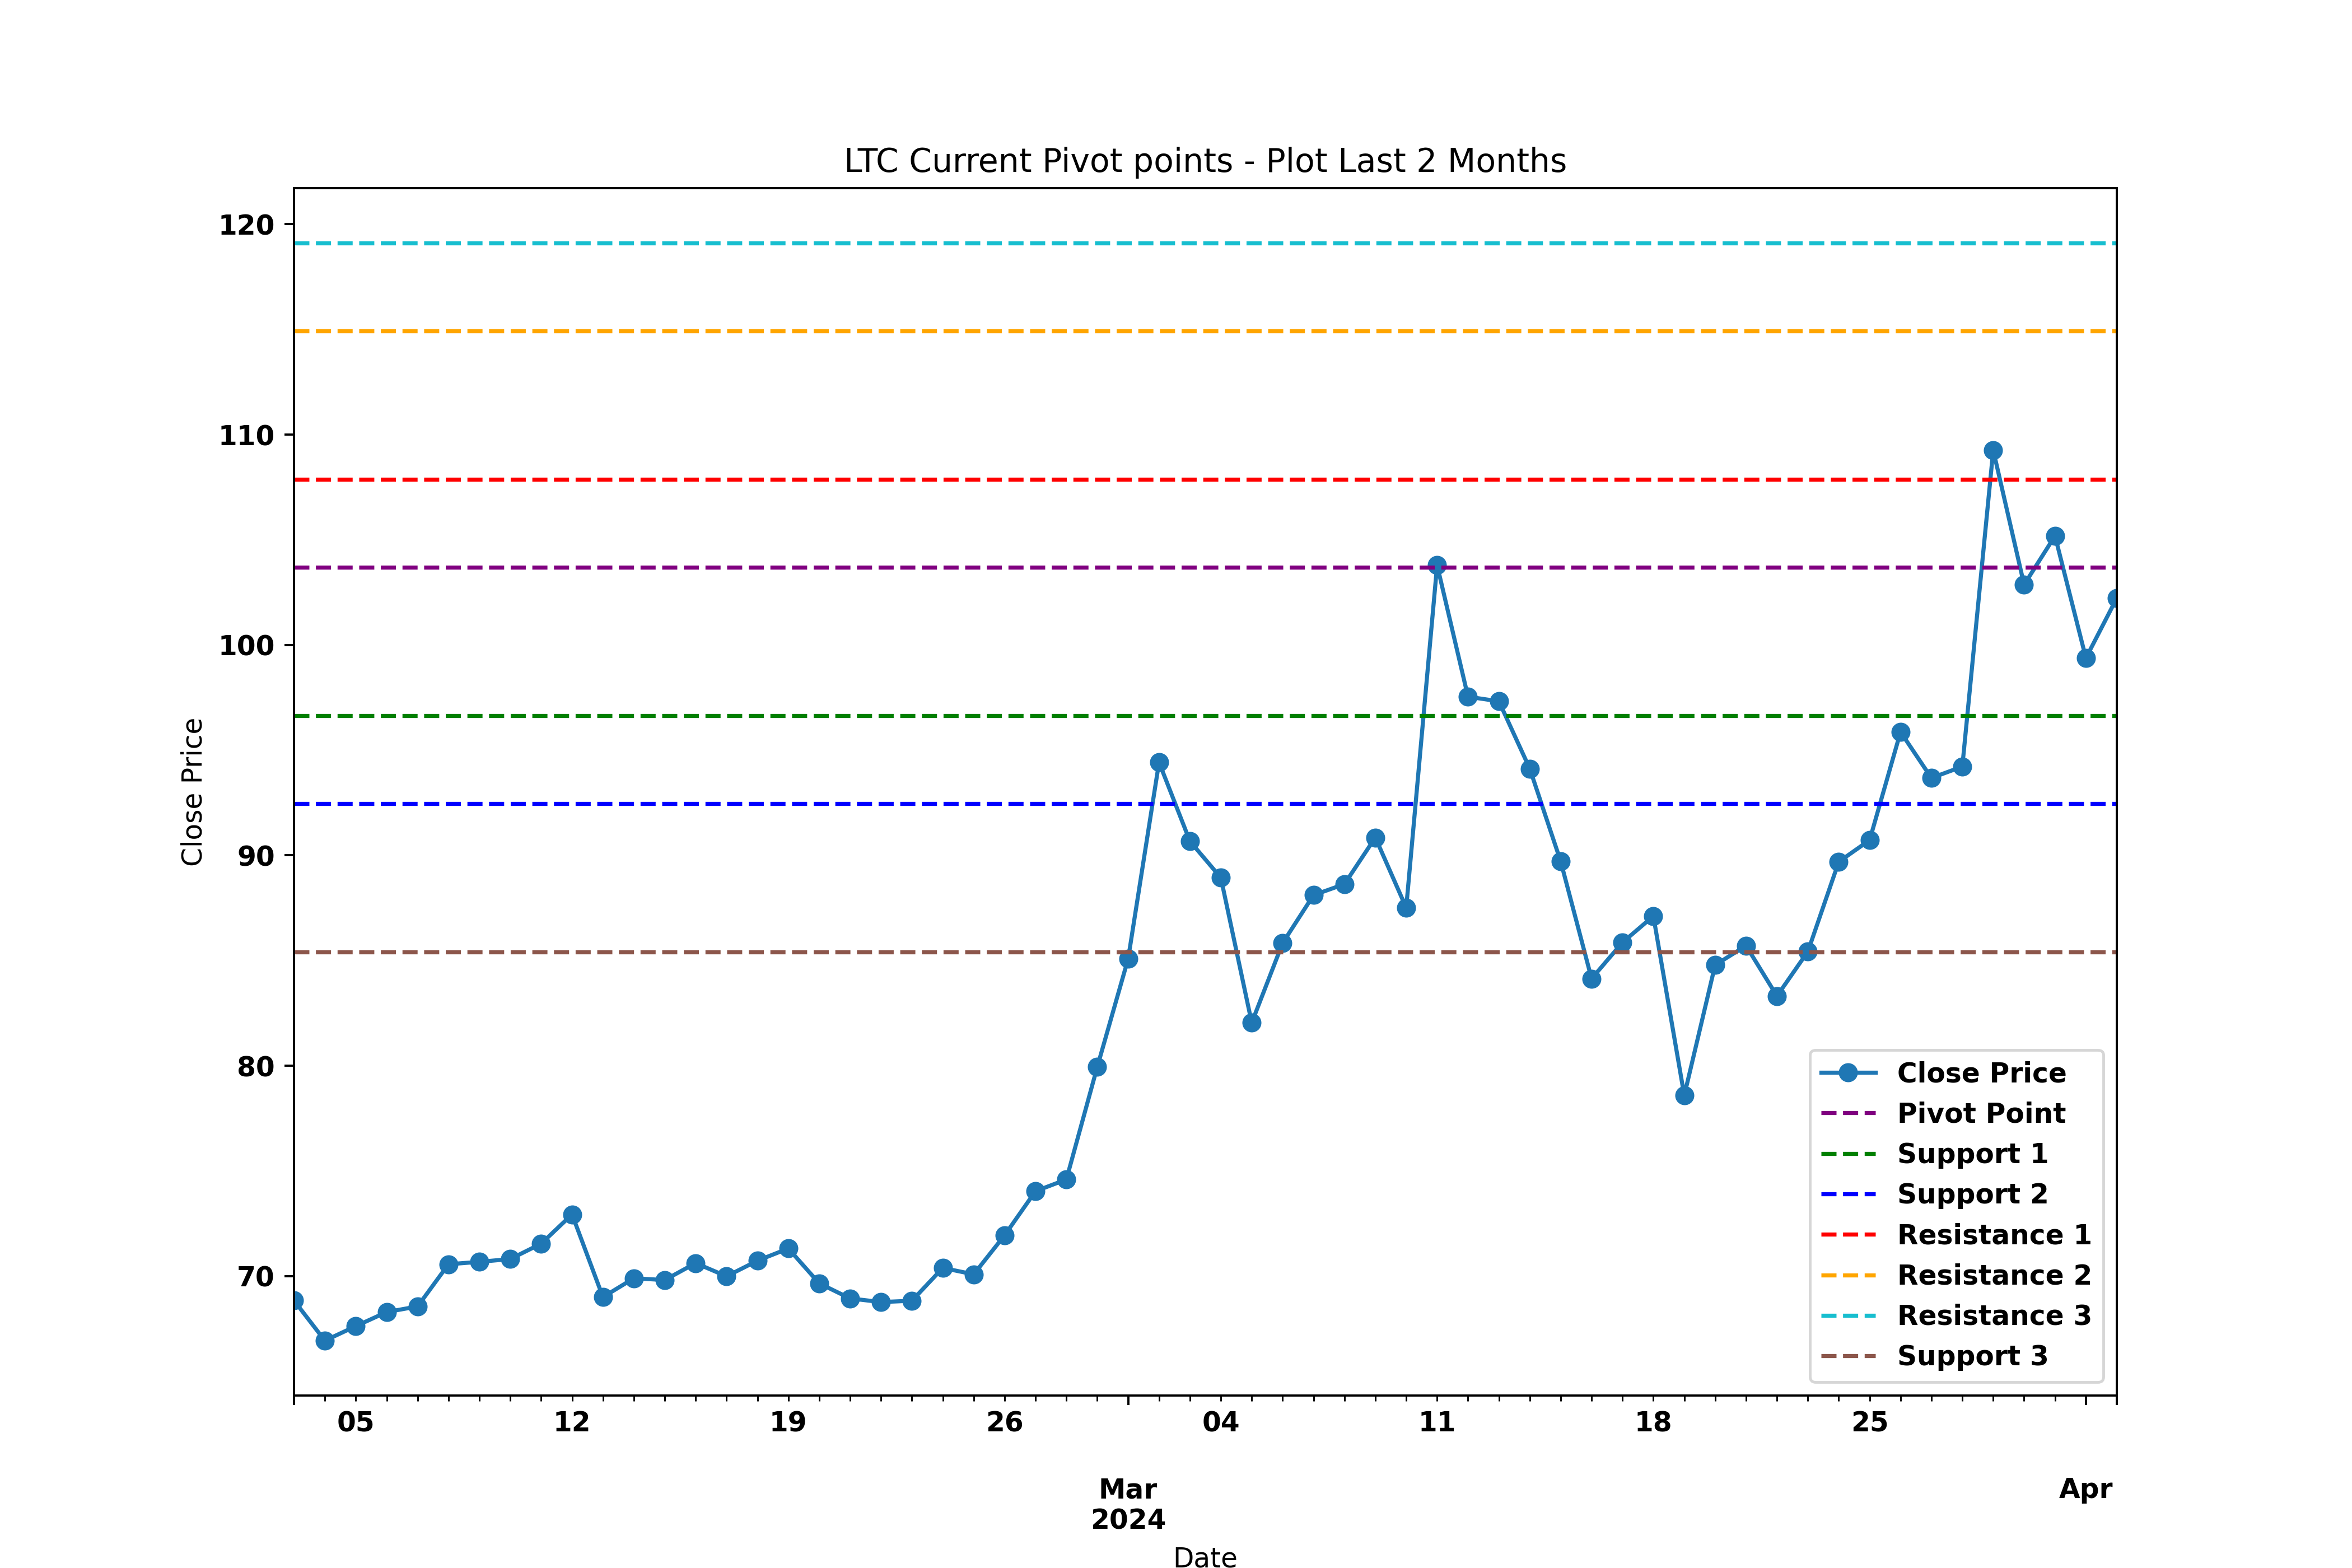 LTC Current Pivot points - Plot Last 2 Months
120
110
100
90
80
70
Close Price
Close Price
Pivot Point
Support 1
Support 2
Resistance 1
Resistance 2
Resistance 3
Support 3
05 12 19 26 04 11 18 25
Mar Apr
2024
Date